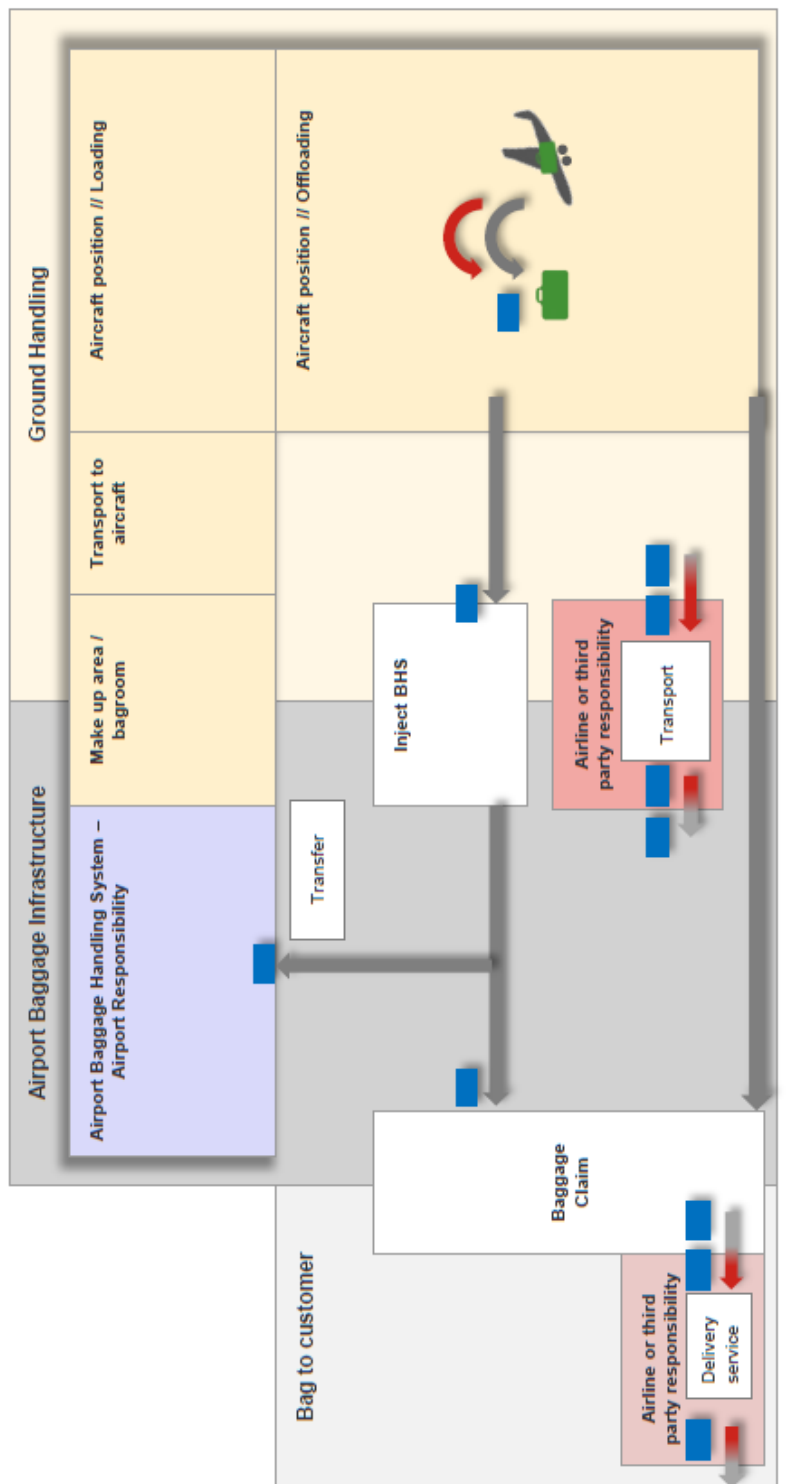 Bag to customer
Airport Baggage Infrastructure
Ground Handling
Airport Baggage Handling System –
Airport Responsibility
Make up area /
bagroom
Transport to
aircraft
Aircraft position // Loading
Aircraft position // Offloading
Transfer
Inject BHS
Baggage
Claim
Airline or third
party responsibility
Transport
Airline or third
party responsibility
Delivery
service